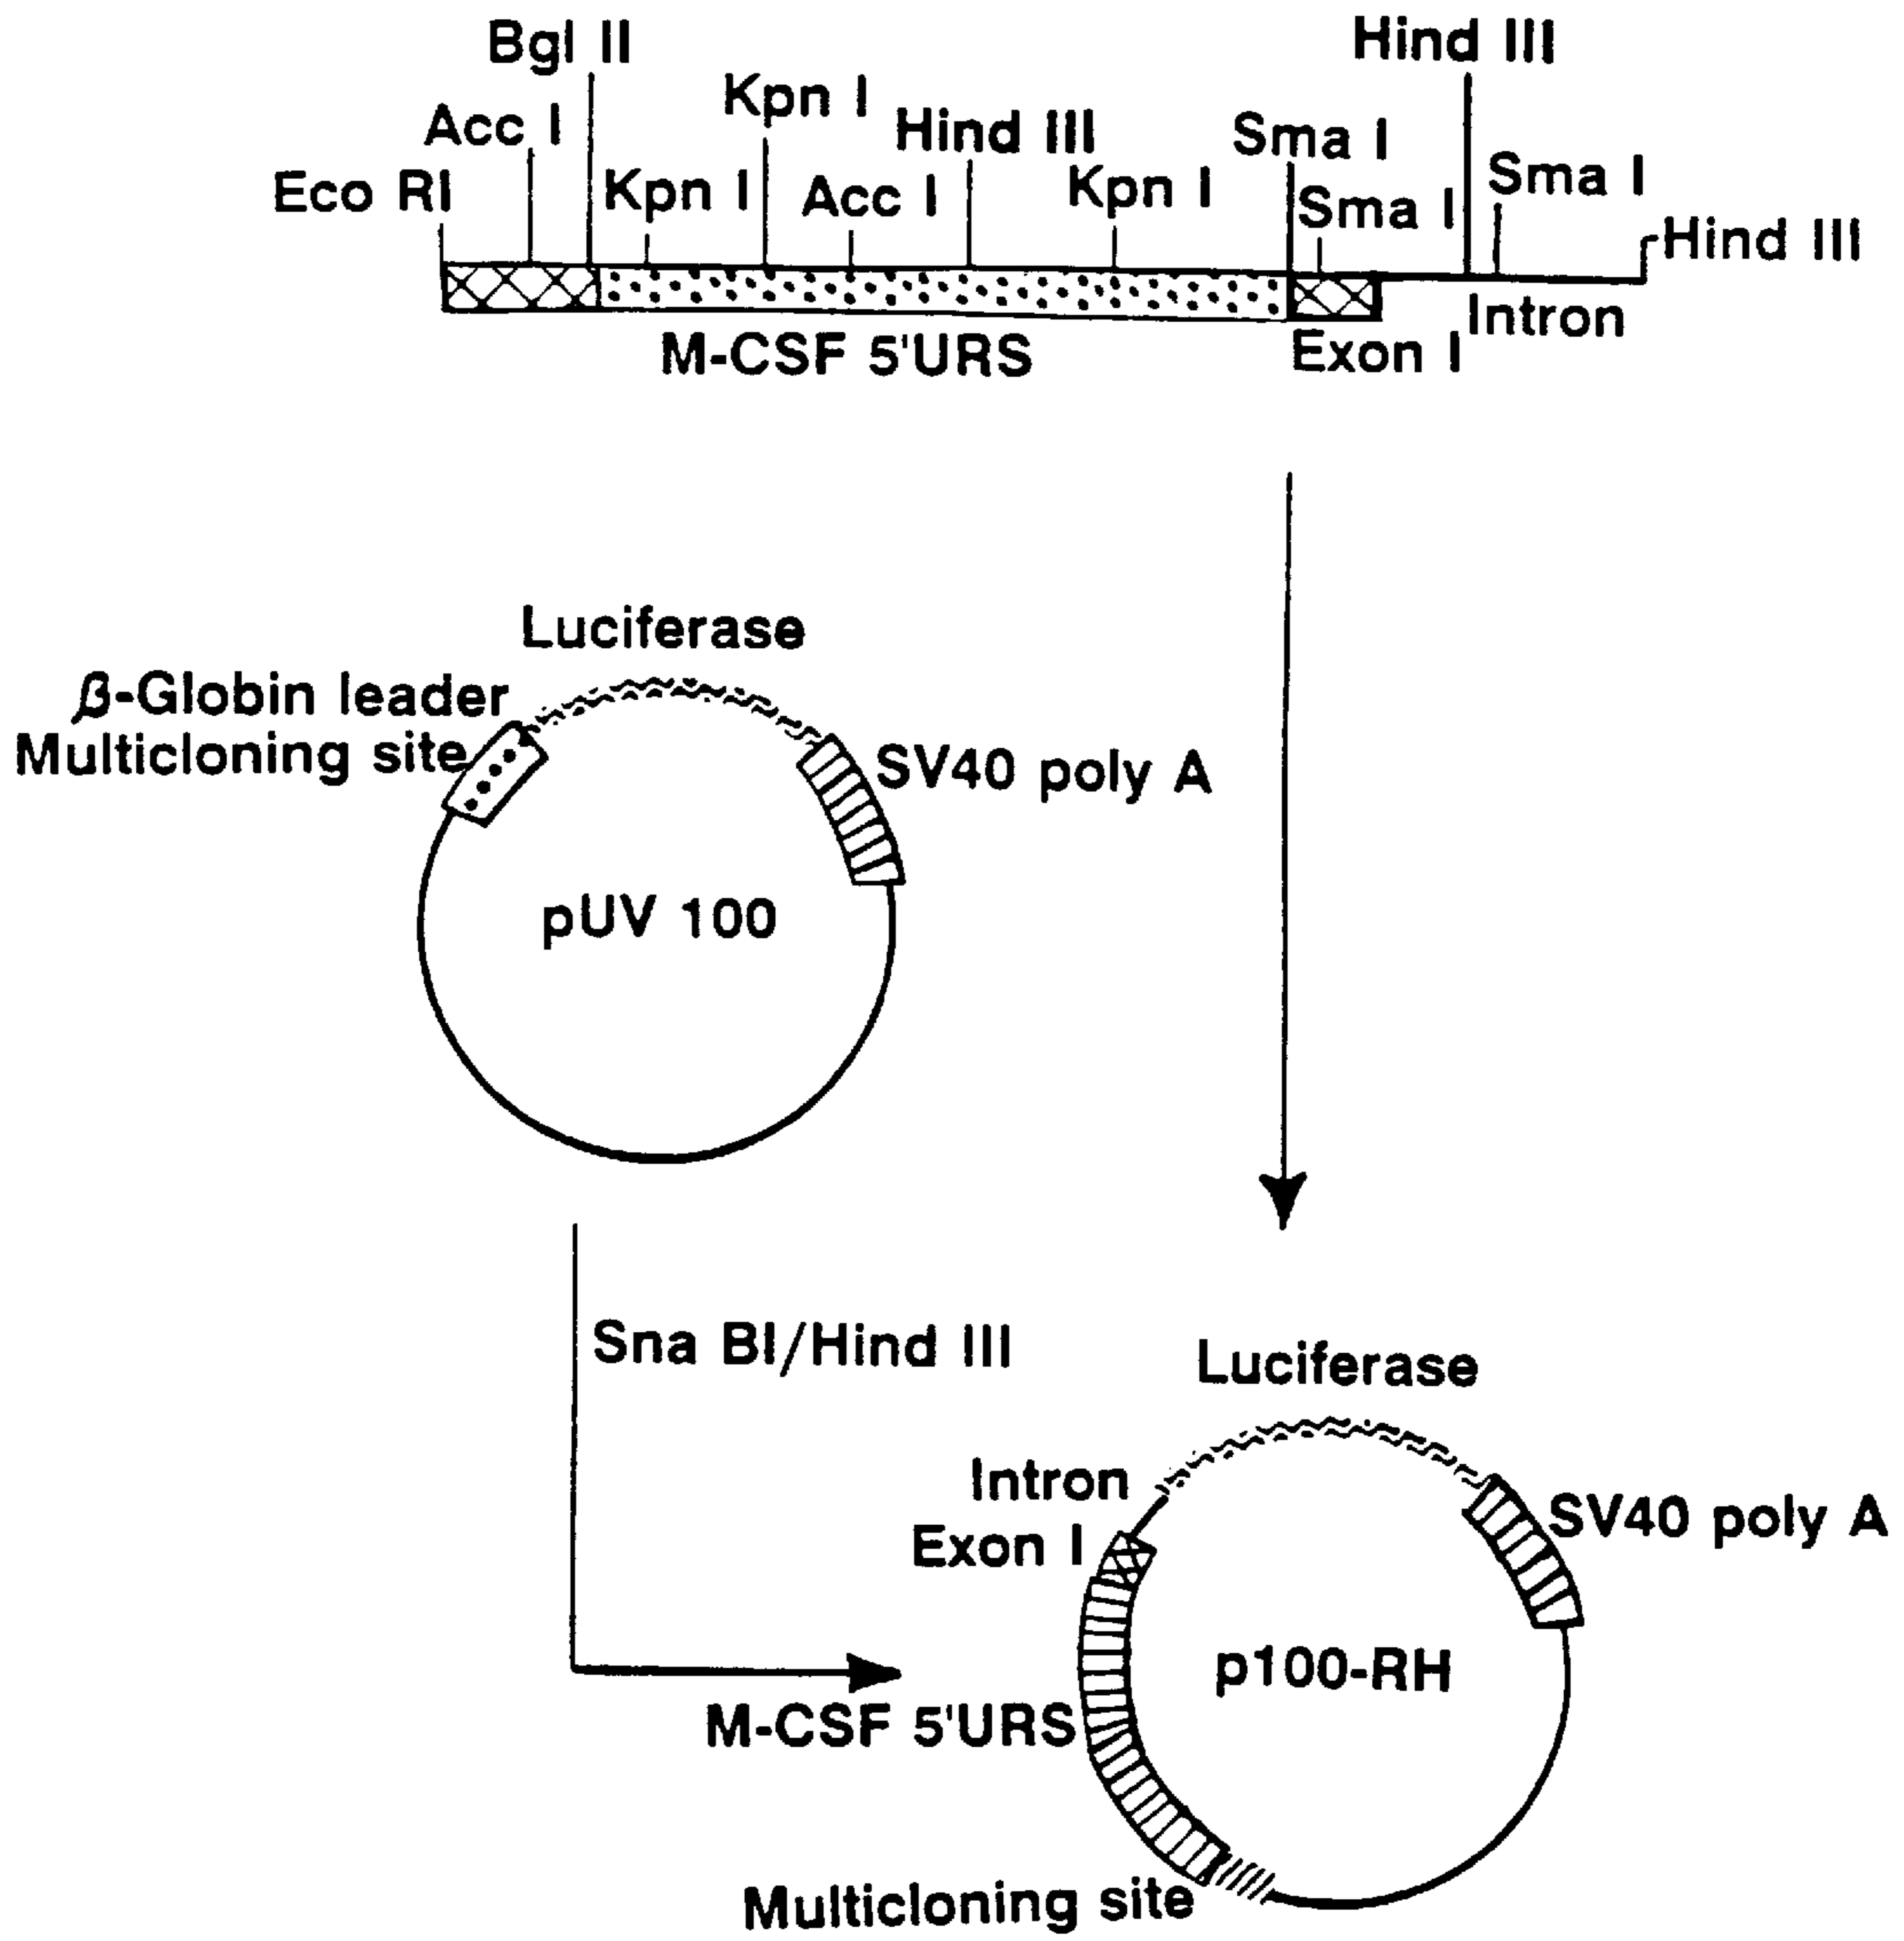 Bgl II
Hind III
Kpn I
Acc I
Hind III
Sma I
Eco RI
Kpn I
Acc I
Kpn I
Sma I
Sma I
Hind III
M-CSF 5'URS
Exon I
Intron
Luciferase
β-Globin leader
Multicloning site
SV40 poly A
pUV 100
Sna BI/Hind III
Luciferase
Intron
Exon I
SV40 poly A
p100-RH
M-CSF 5'URS
Multicloning site